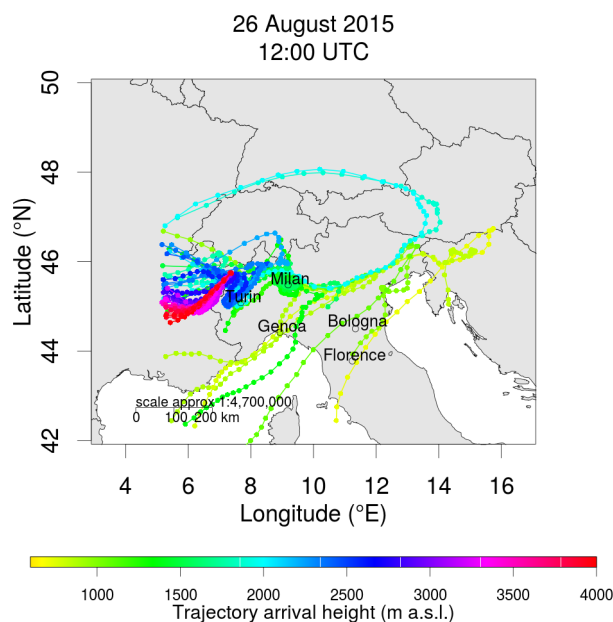 26 August 2015
12:00 UTC
50
48
46
44
42
Latitude (°N)
Milan
Turin
Genoa
Bologna
Florence
scale approx 1:4,700,000
0 100 200 km
4 6 8 10 12 14 16
Longitude (°E)
1000 1500 2000 2500 3000 3500 4000
Trajectory arrival height (m a.s.l.)